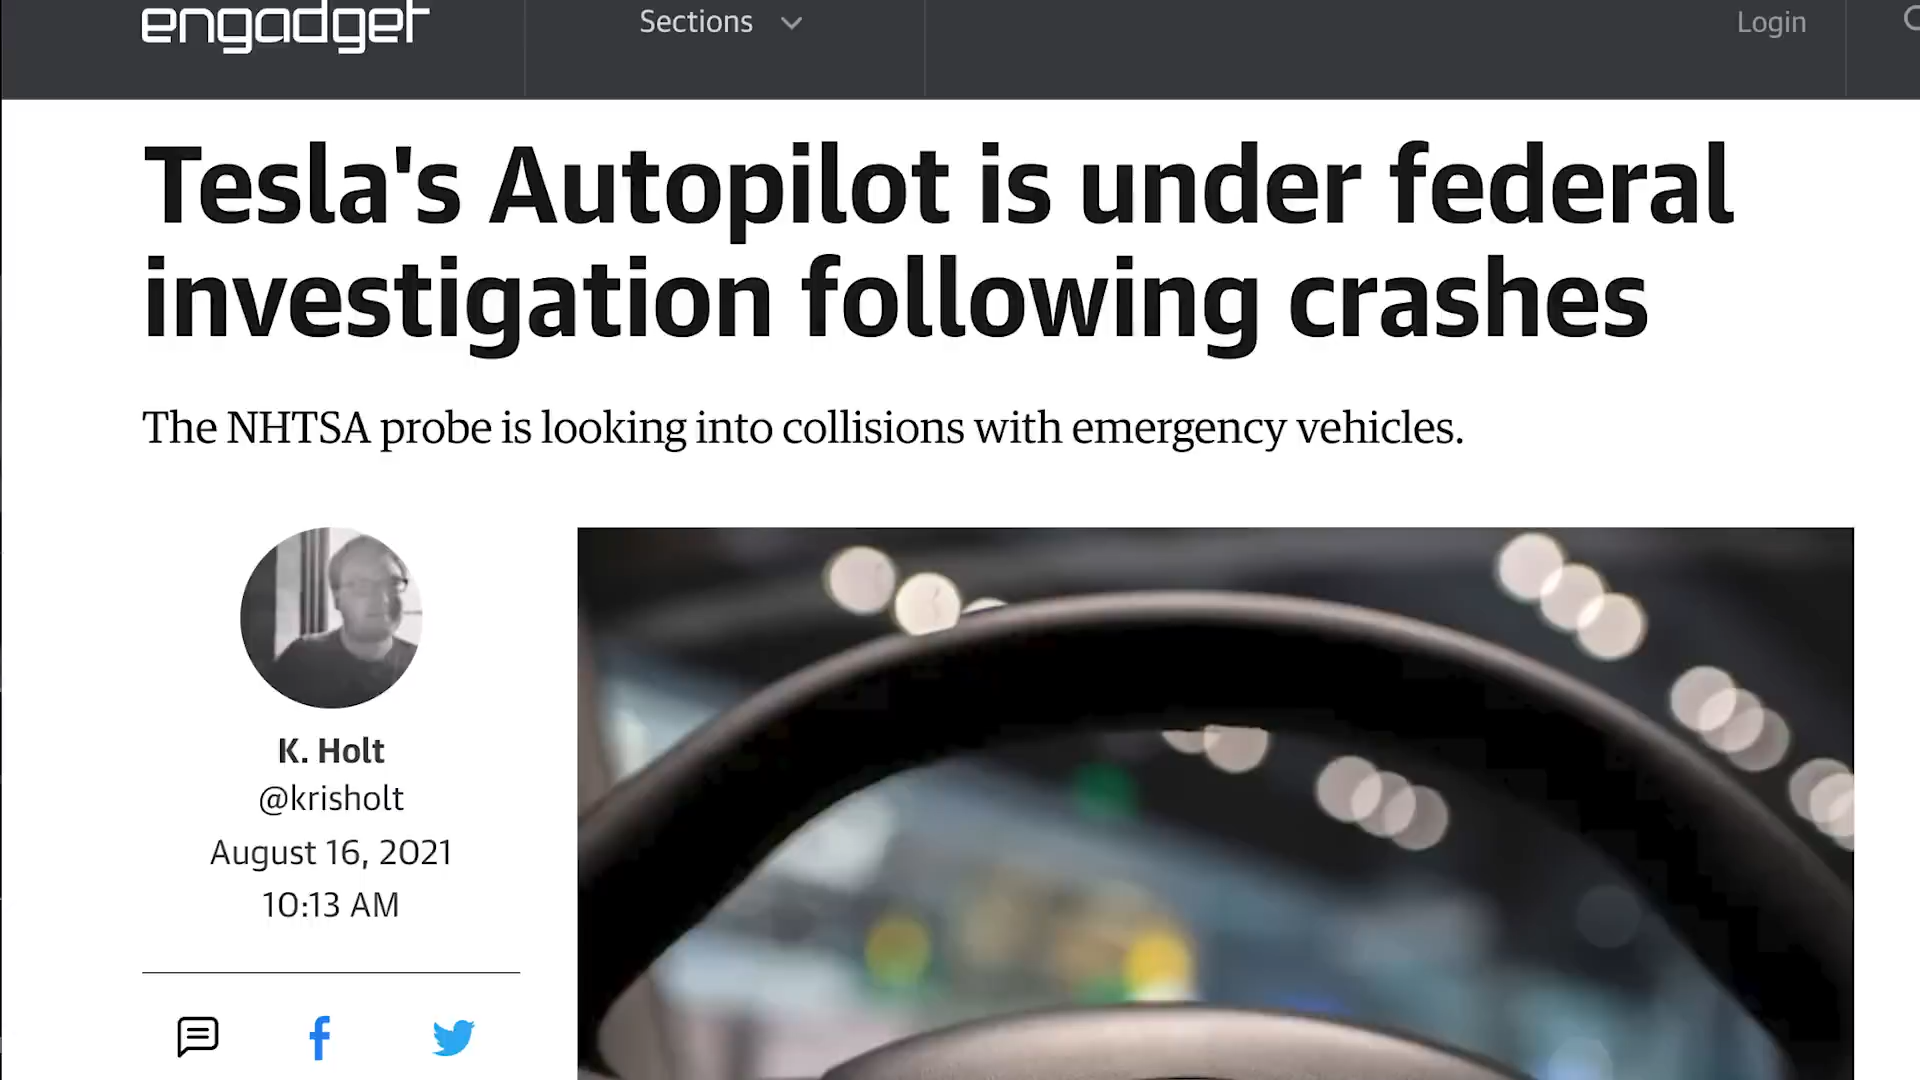 engadget
Sections
Login
Tesla's Autopilot is under federal
investigation following crashes
The NHTSA probe is looking into collisions with emergency vehicles.
K. Holt
@krisholt
August 16, 2021
10:13 AM